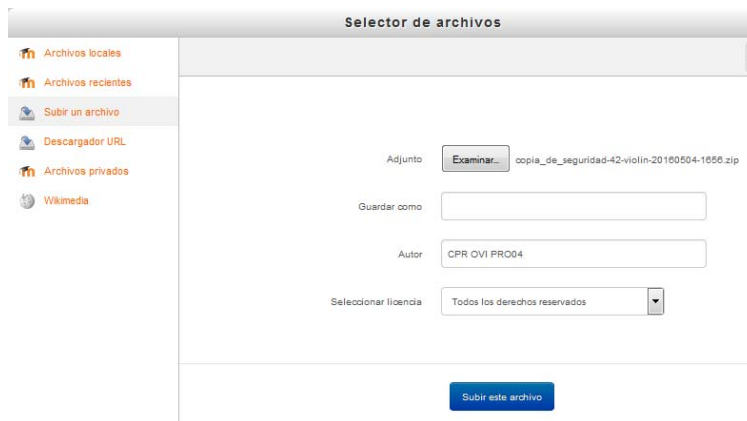 Selector de archivos
Archivos locales
Archivos recientes
Subir un archivo
Descargador URL
Archivos privados
Wikimedia
Adjunto Examinar... copia_de_seguridad-42-violin-20160504-1656.zip
Guardar como
Autor CPR OVI PRO04
Seleccionar licencia Todos los derechos reservados
Subir este archivo